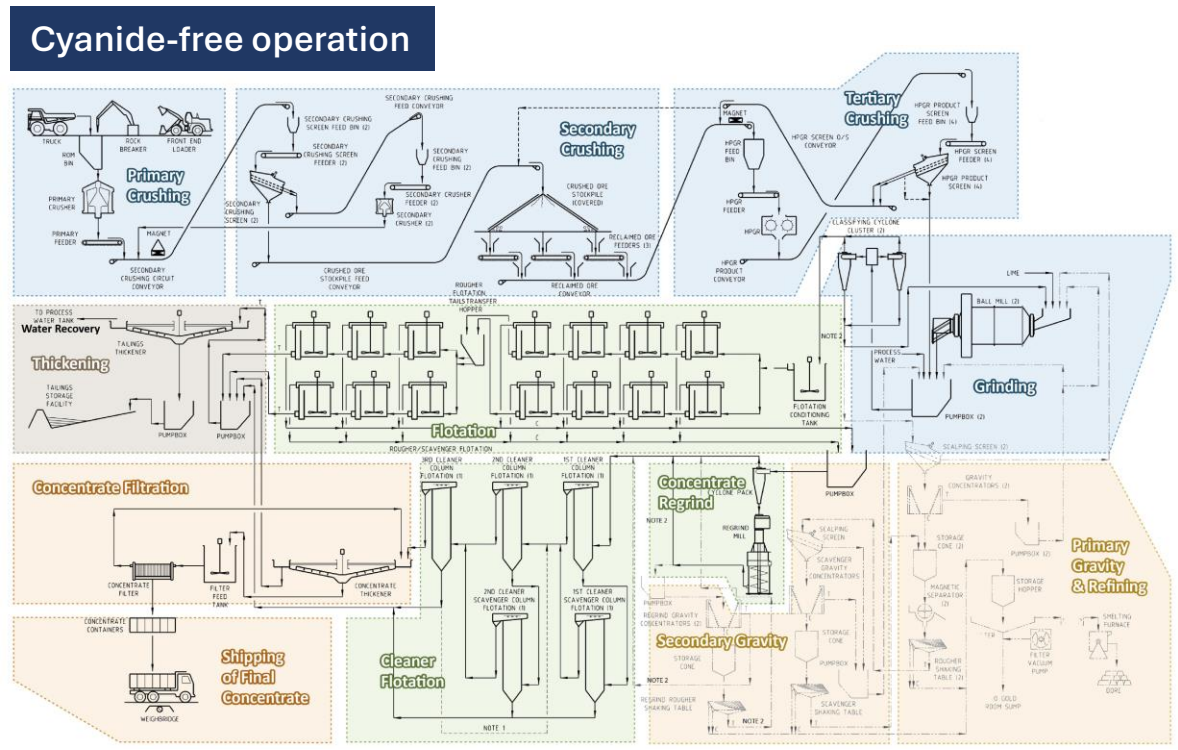 Cyanide-free operation
TRUCK
ROCK
BREAKER
FRONT END
LOADER
ROM
BIN
Primary
Crushing
PRIMARY
CRUSHER
PRIMARY
FEEDER
MAGNET
SECONDARY
CRUSHING CIRCUIT
CONVEYOR
SECONDARY CRUSHING
FEED CONVEYOR
SECONDARY CRUSHING
SCREEN FEED BIN (2)
SECONDARY
CRUSHING SCREEN
FEEDER (2)
SECONDARY
CRUSHING
FEED BIN (2)
SECONDARY CRUSHER
FEEDER (2)
SECONDARY
CRUSHING
SCREEN (2)
SECONDARY
CRUSHER (2)
Secondary
Crushing
CRUSHED ORE
STOCKPILE
(COVERED)
RECLAIMED ORE
FEEDERS (3)
CRUSHED ORE
STOCKPILE FEED
CONVEYOR
RECLAIMED ORE
CONVEYOR
MAGNET
HPGR
FEED
BIN
HPGR
FEEDER
HPGR
HPGR
PRODUCT
CONVEYOR
HPGR SCREEN O/S
CONVEYOR
Tertiary
Crushing
HPGR PRODUCT
SCREEN
FEED BIN (4)
HPGR SCREEN
FEEDER (4)
HPGR PRODUCT
SCREEN (4)
CLASSIFYING CYCLONE
CLUSTER (2)
LIME
BALL MILL (2)
NOTE 2
PROCESS
WATER
Grinding
PUMPBOX (2)
TO PROCESS
WATER TANK
Water Recovery
T
TAILINGS
THICKENER
Thickening
TAILINGS
STORAGE
FACILITY
PUMPBOX
PUMPBOX
ROUGHER
FLOTATION
TAILS TRANSFER
HOPPER
T
C
C
Flotation
ROUGHER/SCAVENGER FLOTATION
FLOTATION
CONDITIONING
TANK
PUMPBOX
SCALPING SCREEN (2)
GRAVITY
CONCENTRATORS (2)
PUMPBOX (2)
STORAGE
CONE (2)
MAGNETIC
SEPARATOR (2)
STORAGE
HOPPER
ROUGHER
SHAKING
TABLE (2)
FILTER
VACUUM
PUMP
SMELTING
FURNACE
DORE
Primary
Gravity
& Refining
Concentrate Filtration
CONCENTRATE
FILTER
FILTER
FEED
TANK
CONCENTRATE
THICKENER
3RD CLEANER
COLUMN
FLOTATION (1)
2ND CLEANER
COLUMN
FLOTATION (1)
1ST CLEANER
COLUMN
FLOTATION (1)
2ND CLEANER
SCAVENGER COLUMN
FLOTATION (1)
1ST CLEANER
SCAVENGER COLUMN
FLOTATION (1)
Cleaner
Flotation
NOTE 1
Concentrate
Regrind
CYCLONE PACK
NOTE 2
REGRIND
MILL
SCALPING
SCREEN
SCAVENGER
GRAVITY
CONCENTRATORS
PUMPBOX
REGRIND GRAVITY
CONCENTRATORS (2)
Secondary Gravity
STORAGE
CONE
STORAGE
CONE
PUMPBOX
NOTE 2
REGRIND ROUGHER
SHAKING TABLE
NOTE 2
SCAVENGER
SHAKING TABLE
CONCENTRATE
CONTAINERS
WEIGHBRIDGE
Shipping
of Final
Concentrate